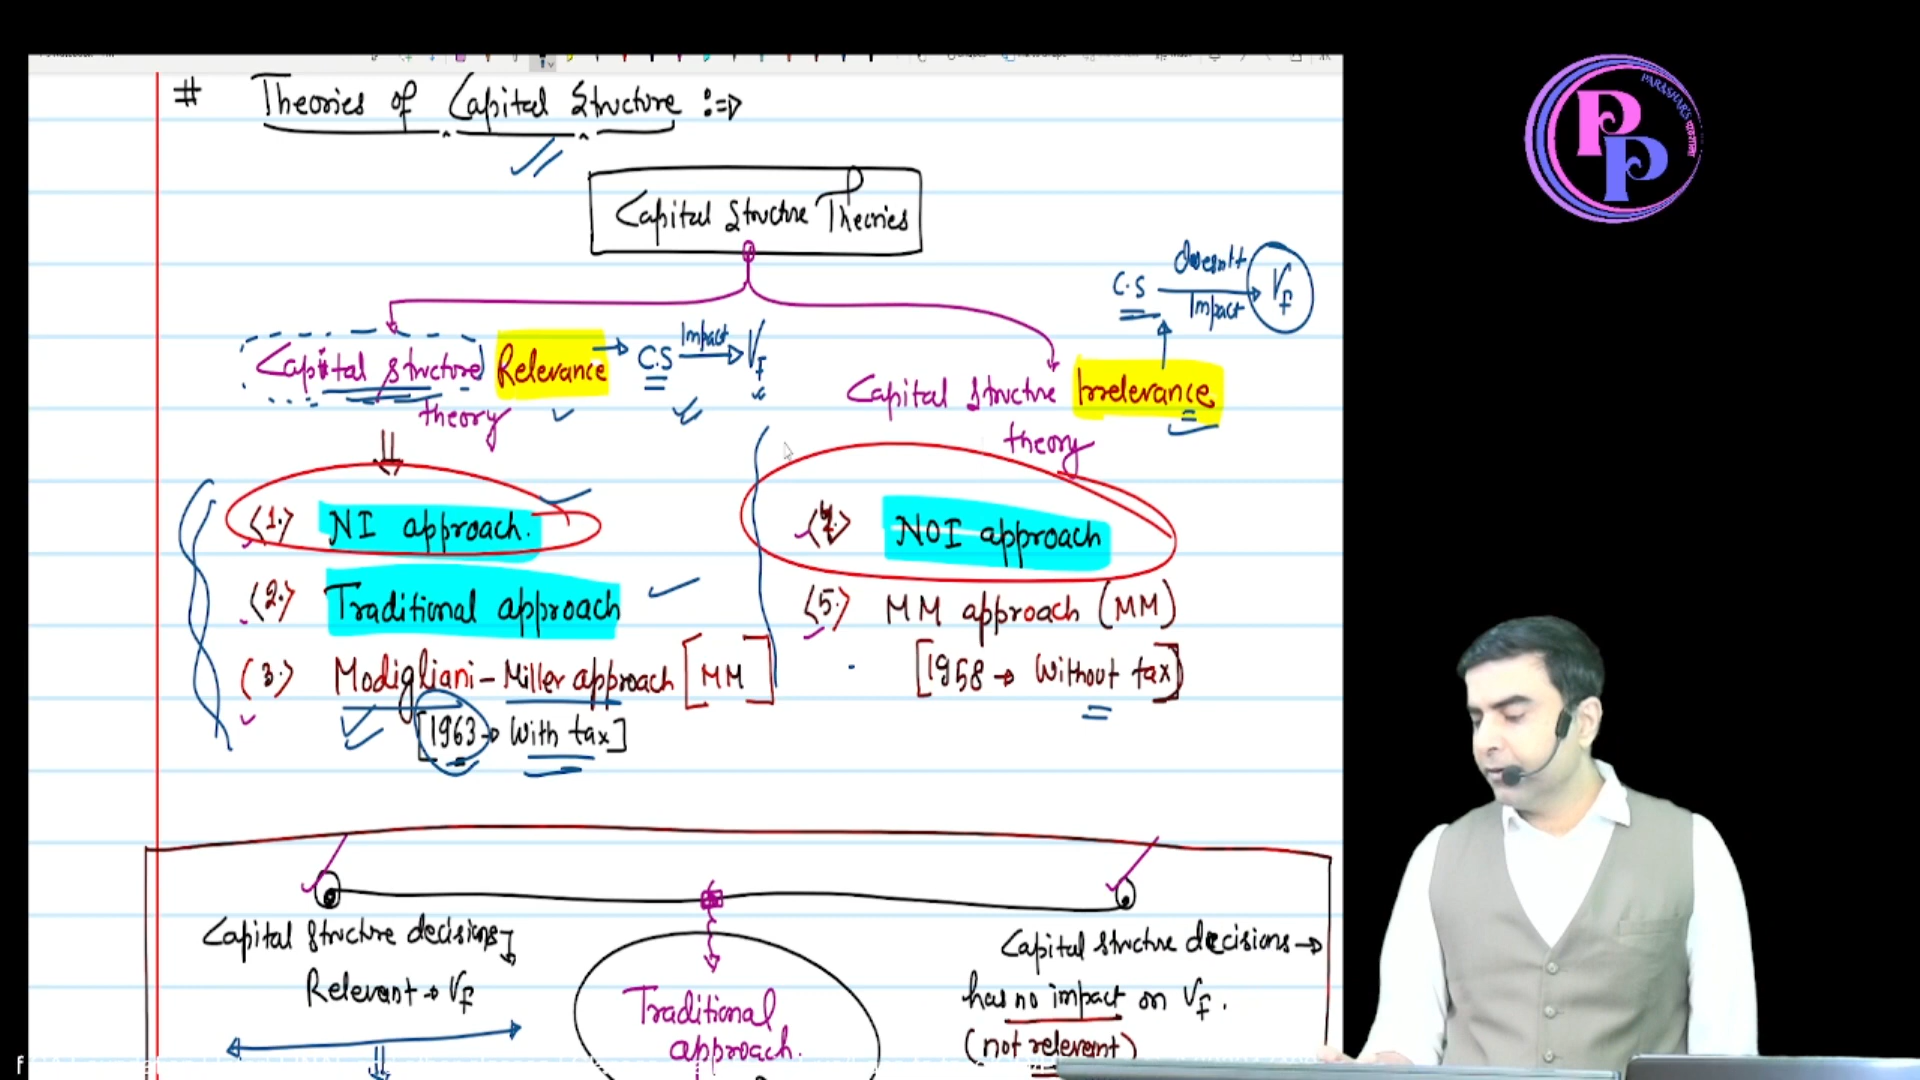 # Theories of Capital Structure :⇒
Capital Structure Theories
C.S Doesn't Impact → Vf
Capital Structure Relevance → C.S Impact → Vf
theory
Capital Structure Irrelevance
theory
<1.> NI approach.
<2.> Traditional approach
(3.) Modigliani-Miller approach [MM]
[1963 → With tax]
<4.> NOI approach
<5.> MM approach (MM)
[1958 → Without tax]
Capital Structure decisions
Relevant → Vf
Traditional
approach.
Capital structure decisions →
has no impact on Vf.
(not relevant)
PARASHAR'S
PP